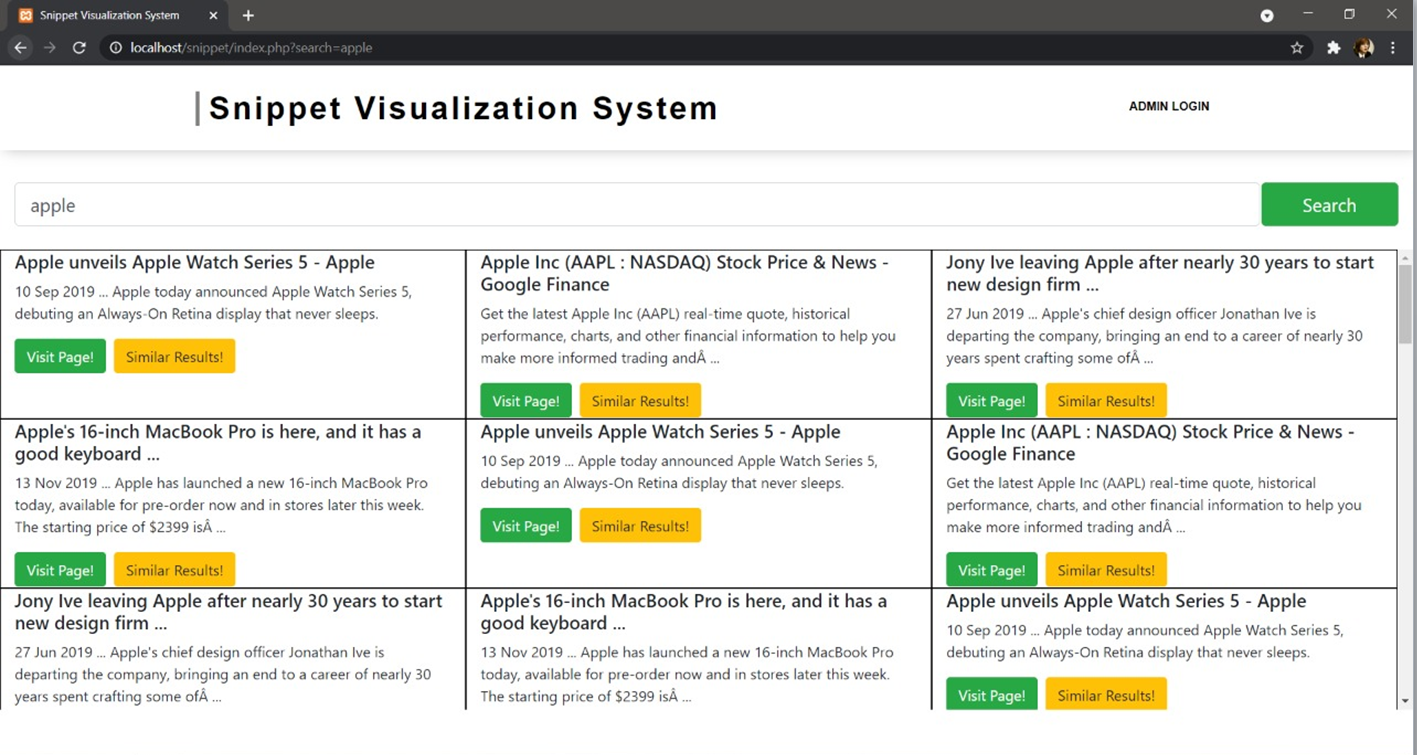 Snippet Visualization System
localhost/snippet/index.php?search=apple
Snippet Visualization System
ADMIN LOGIN
apple
Search
Apple unveils Apple Watch Series 5 - Apple
10 Sep 2019 ... Apple today announced Apple Watch Series 5,
debuting an Always-On Retina display that never sleeps.
Visit Page!
Similar Results!
Apple Inc (AAPL : NASDAQ) Stock Price & News -
Google Finance
Get the latest Apple Inc (AAPL) real-time quote, historical
performance, charts, and other financial information to help you
make more informed trading andÂ ...
Visit Page!
Similar Results!
Jony Ive leaving Apple after nearly 30 years to start
new design firm ...
27 Jun 2019 ... Apple's chief design officer Jonathan Ive is
departing the company, bringing an end to a career of nearly 30
years spent crafting some ofÂ ...
Visit Page!
Similar Results!
Apple's 16-inch MacBook Pro is here, and it has a
good keyboard ...
13 Nov 2019 ... Apple has launched a new 16-inch MacBook Pro
today, available for pre-order now and in stores later this week.
The starting price of $2399 isÂ ...
Visit Page!
Similar Results!
Apple unveils Apple Watch Series 5 - Apple
10 Sep 2019 ... Apple today announced Apple Watch Series 5,
debuting an Always-On Retina display that never sleeps.
Visit Page!
Similar Results!
Apple Inc (AAPL : NASDAQ) Stock Price & News -
Google Finance
Get the latest Apple Inc (AAPL) real-time quote, historical
performance, charts, and other financial information to help you
make more informed trading andÂ ...
Visit Page!
Similar Results!
Jony Ive leaving Apple after nearly 30 years to start
new design firm ...
27 Jun 2019 ... Apple's chief design officer Jonathan Ive is
departing the company, bringing an end to a career of nearly 30
years spent crafting some ofÂ ...
Apple's 16-inch MacBook Pro is here, and it has a
good keyboard ...
13 Nov 2019 ... Apple has launched a new 16-inch MacBook Pro
today, available for pre-order now and in stores later this week.
The starting price of $2399 isÂ ...
Apple unveils Apple Watch Series 5 - Apple
10 Sep 2019 ... Apple today announced Apple Watch Series 5,
debuting an Always-On Retina display that never sleeps.
Visit Page!
Similar Results!